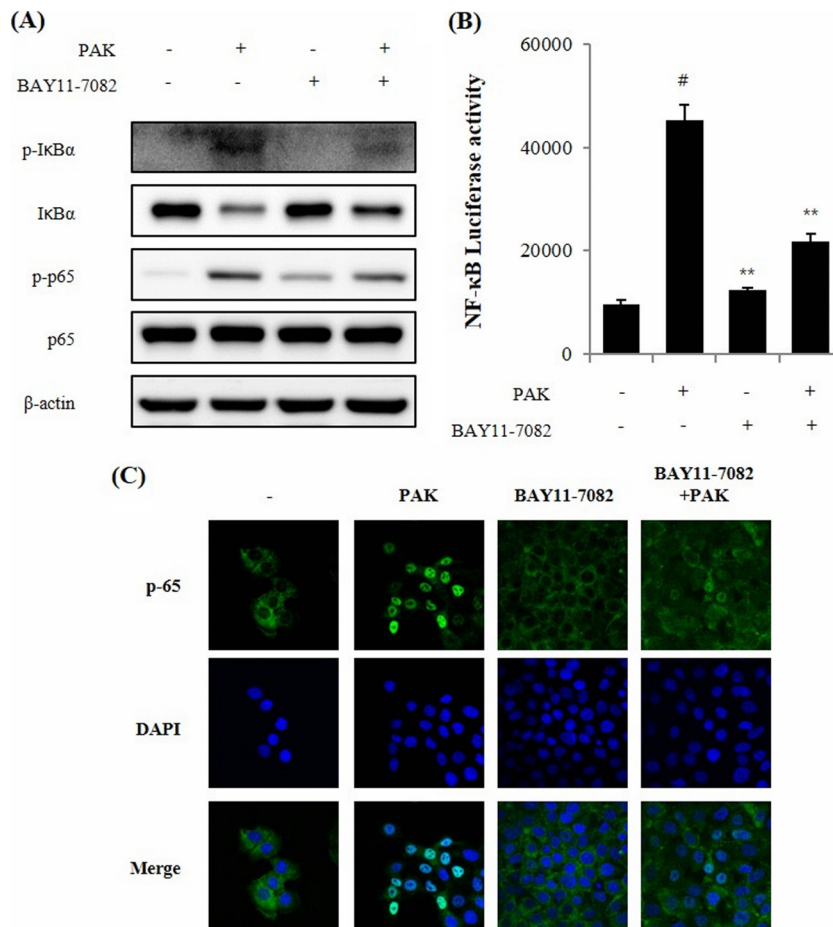 (A)
PAK - + - +
BAY11-7082 - - + +
p-IκBα
IκBα
p-p65
p65
β-actin
(B)
NF-κB Luciferase activity
60000
40000
20000
0
#
**
**
PAK - + - +
BAY11-7082 - - + +
(C)
- PAK BAY11-7082 BAY11-7082
+PAK
p-65
DAPI
Merge